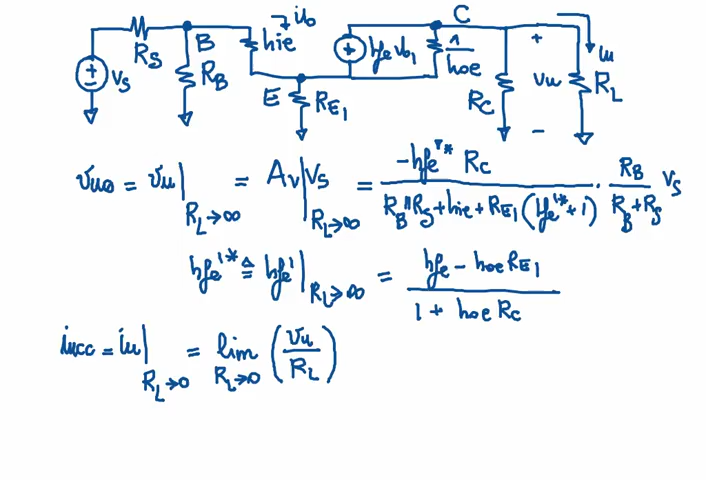 ib
C
RS B hie hfe ib1 1/hoe + iu
vs RB vu RL
E RE1 RC
-
vuo = vu|RL→∞ = Av|RL→∞ vs = -hfe'* RC / (RB||RS + hie + RE1 (hfe'* + 1)) · RB / (RB + RS) vs
hfe'* ≜ hfe'|RL→∞ = (hfe - hoe RE1) / (1 + hoe RC)
iucc = iu|RL→0 = lim RL→0 (vu / RL)